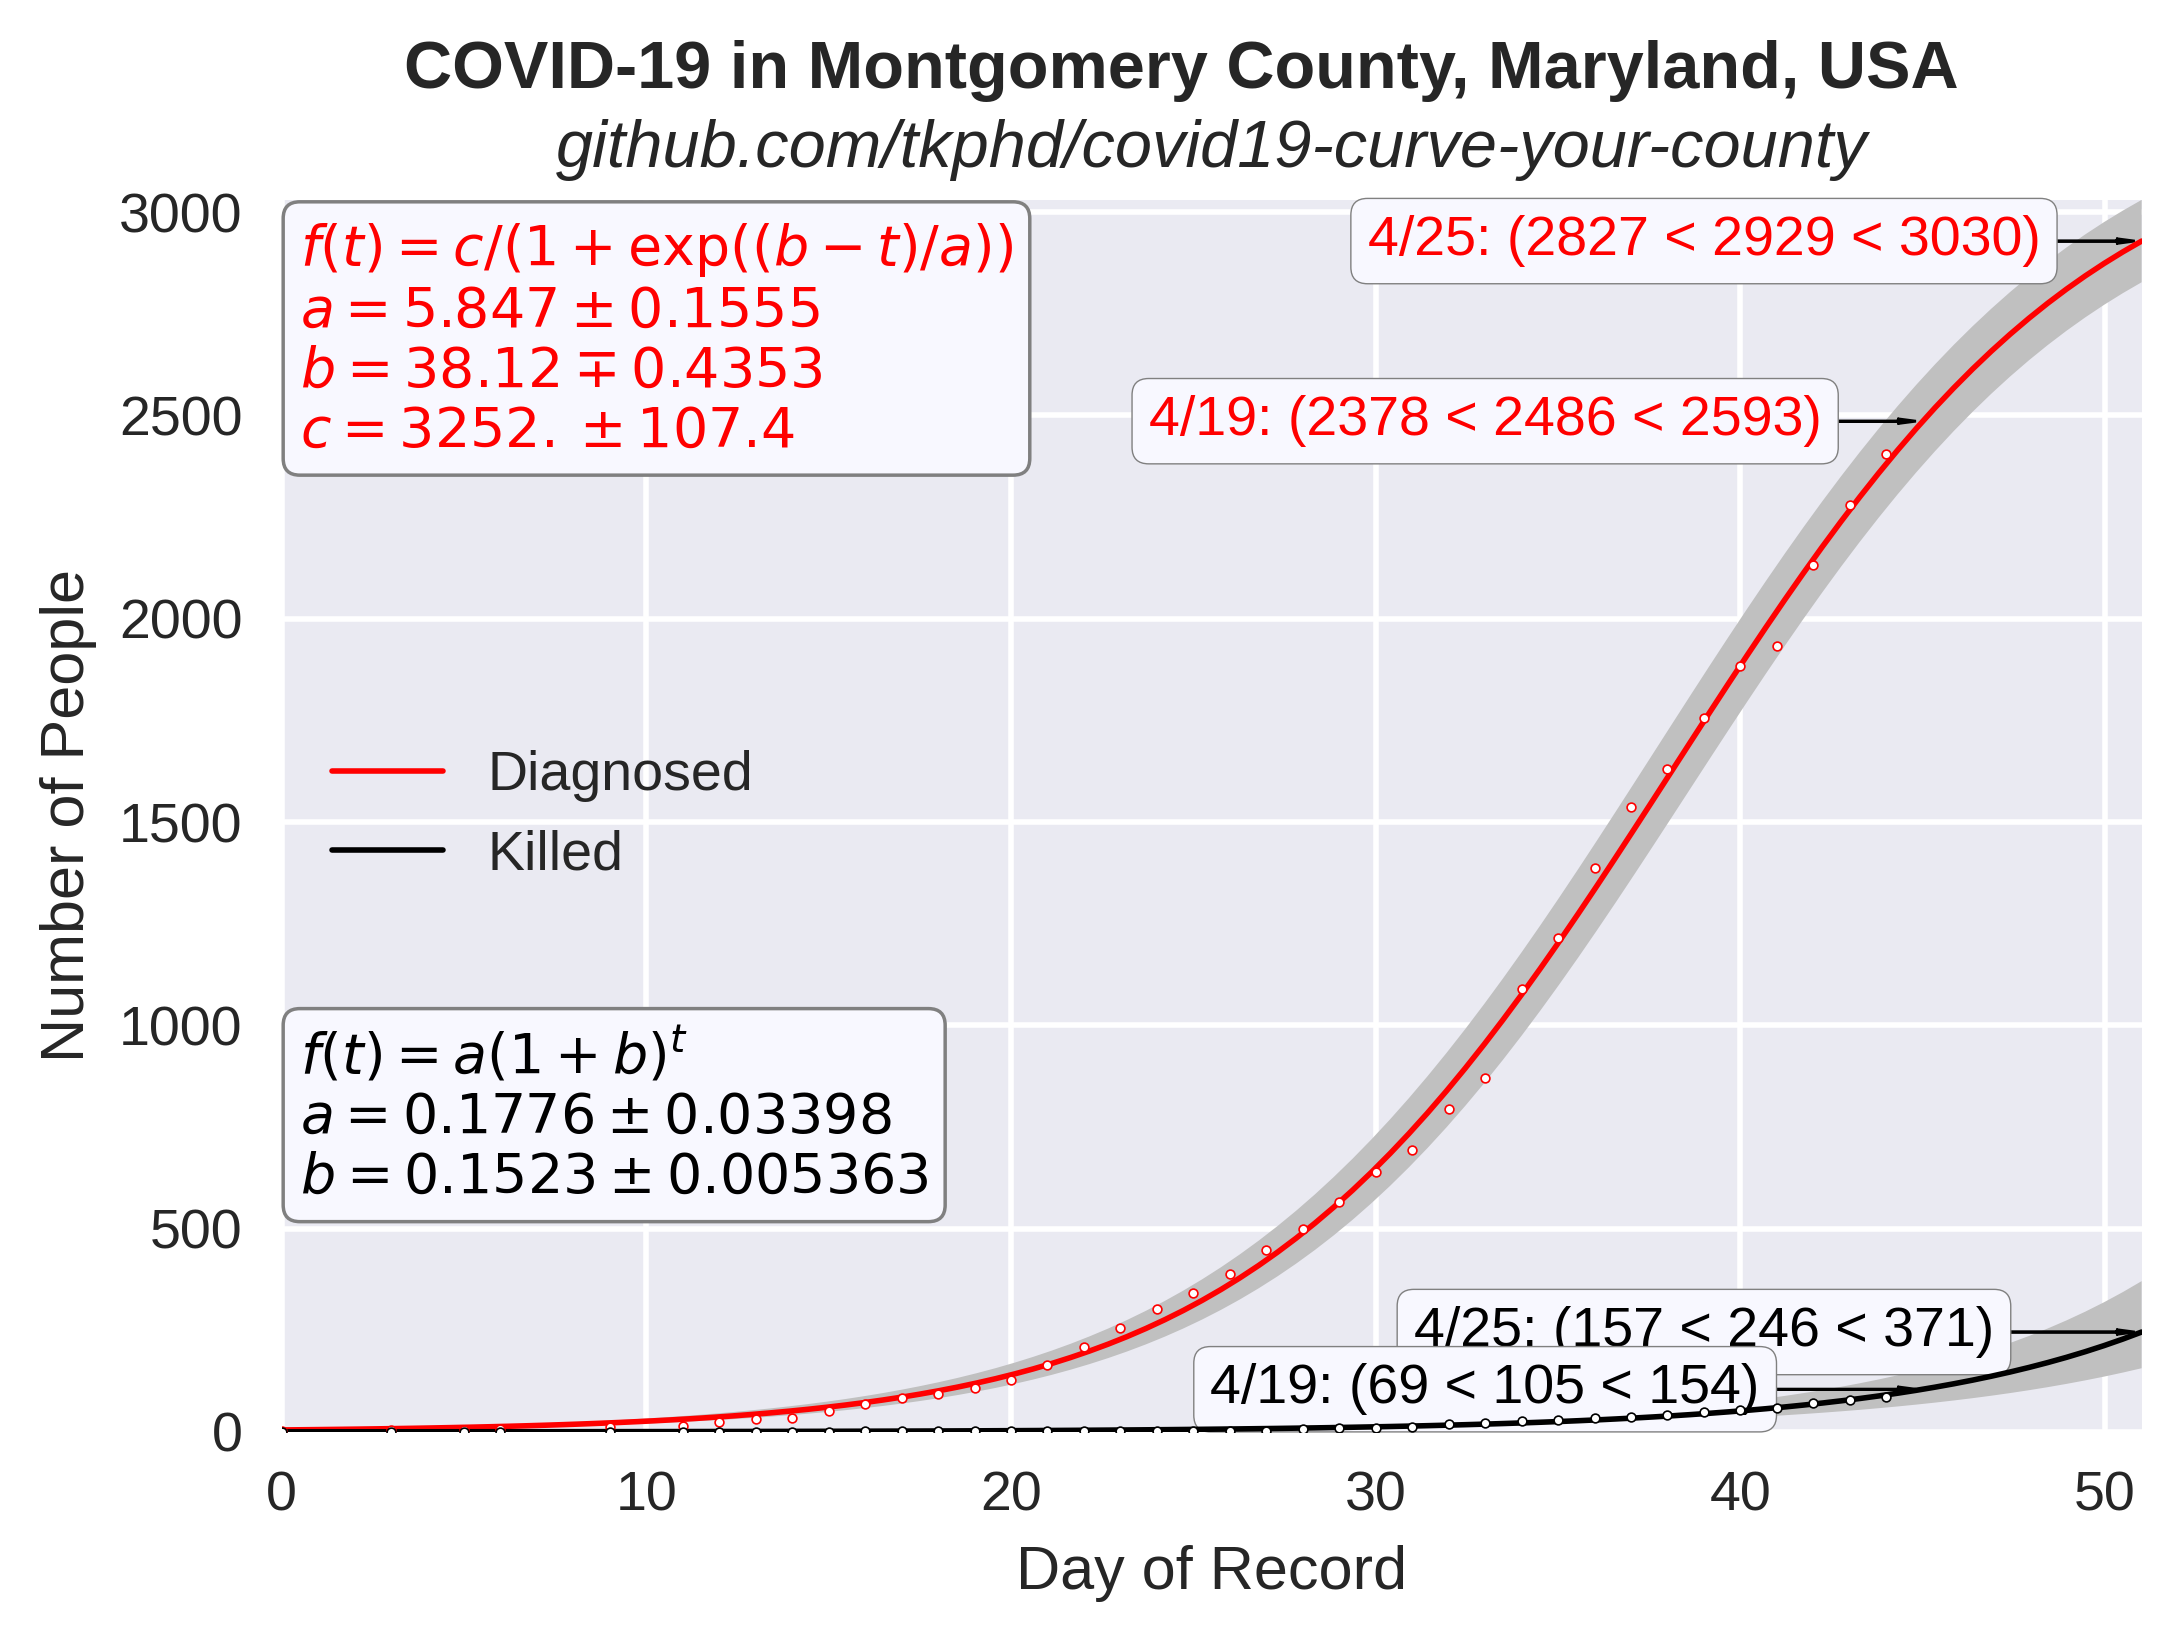 COVID-19 in Montgomery County, Maryland, USA
github.com/tkphd/covid19-curve-your-county
3000
2500
2000
1500
1000
500
0
Number of People
f(t) = c/(1 + exp((b − t)/a))
a = 5.847 ± 0.1555
b = 38.12 ∓ 0.4353
c = 3252. ± 107.4
4/25: (2827 < 2929 < 3030)
4/19: (2378 < 2486 < 2593)
Diagnosed
Killed
f(t) = a(1 + b)^t
a = 0.1776 ± 0.03398
b = 0.1523 ± 0.005363
4/25: (157 < 246 < 371)
4/19: (69 < 105 < 154)
0 10 20 30 40 50
Day of Record